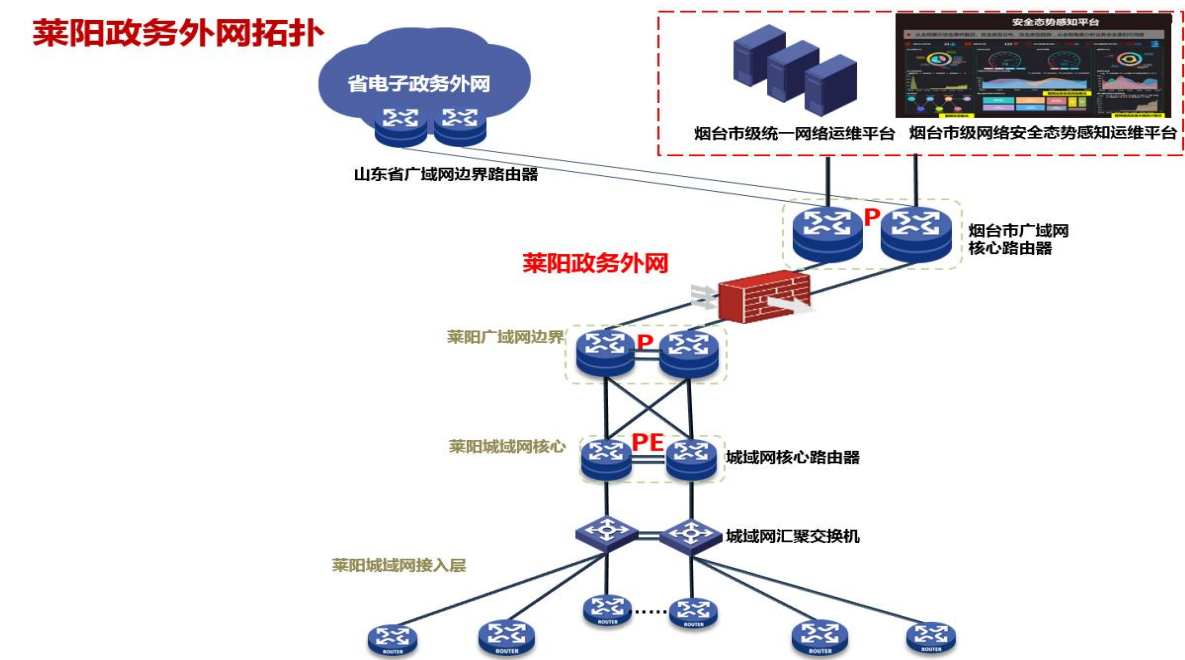 莱阳政务外网拓扑
安全态势感知平台
省电子政务外网
烟台市级统一网络运维平台
烟台市级网络安全态势感知运维平台
山东省广域网边界路由器
P
烟台市广域网
核心路由器
莱阳政务外网
莱阳广域网边界
P
莱阳城域网核心
PE
城域网核心路由器
城域网汇聚交换机
莱阳城域网接入层
ROUTER
······
ROUTER
ROUTER
ROUTER
ROUTER
ROUTER